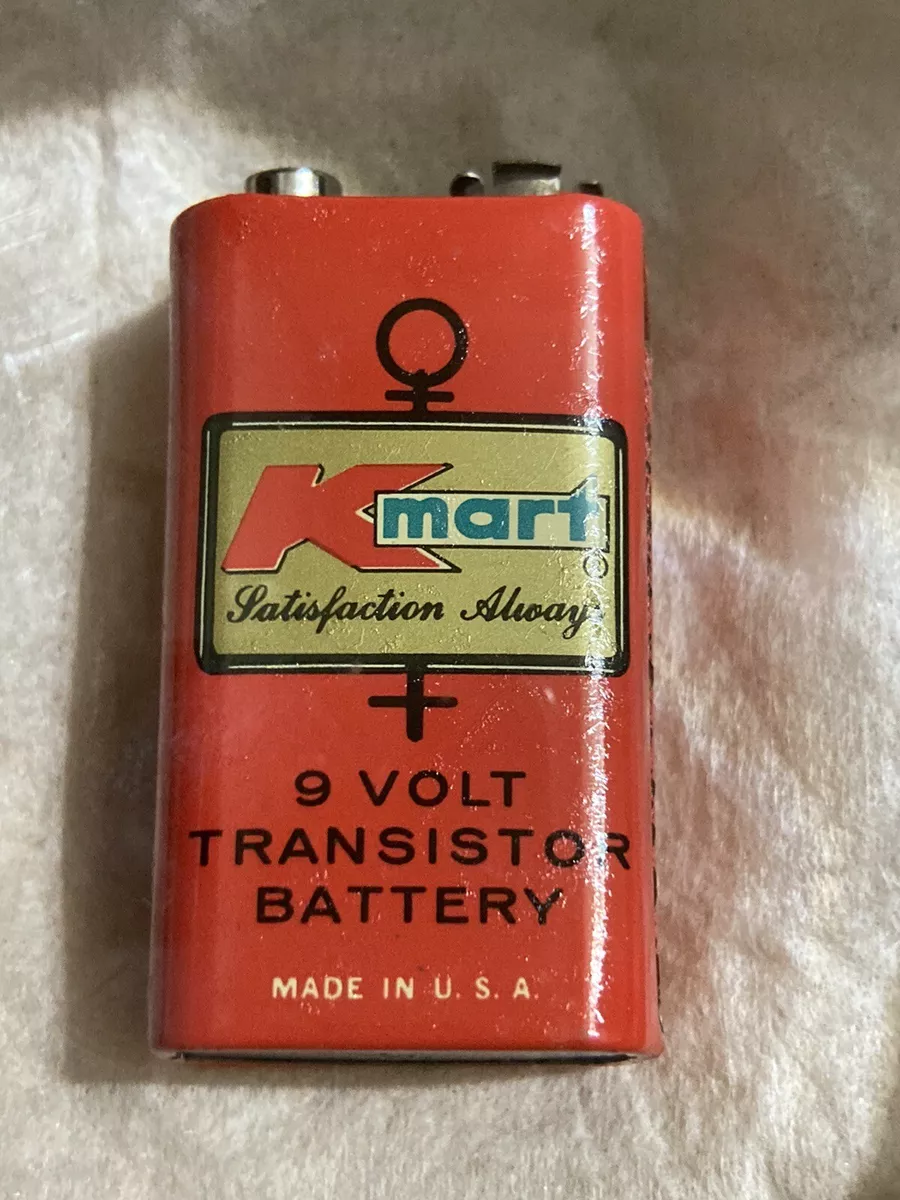 Kmart
Satisfaction Always
9 VOLT
TRANSISTOR
BATTERY
MADE IN U. S. A.